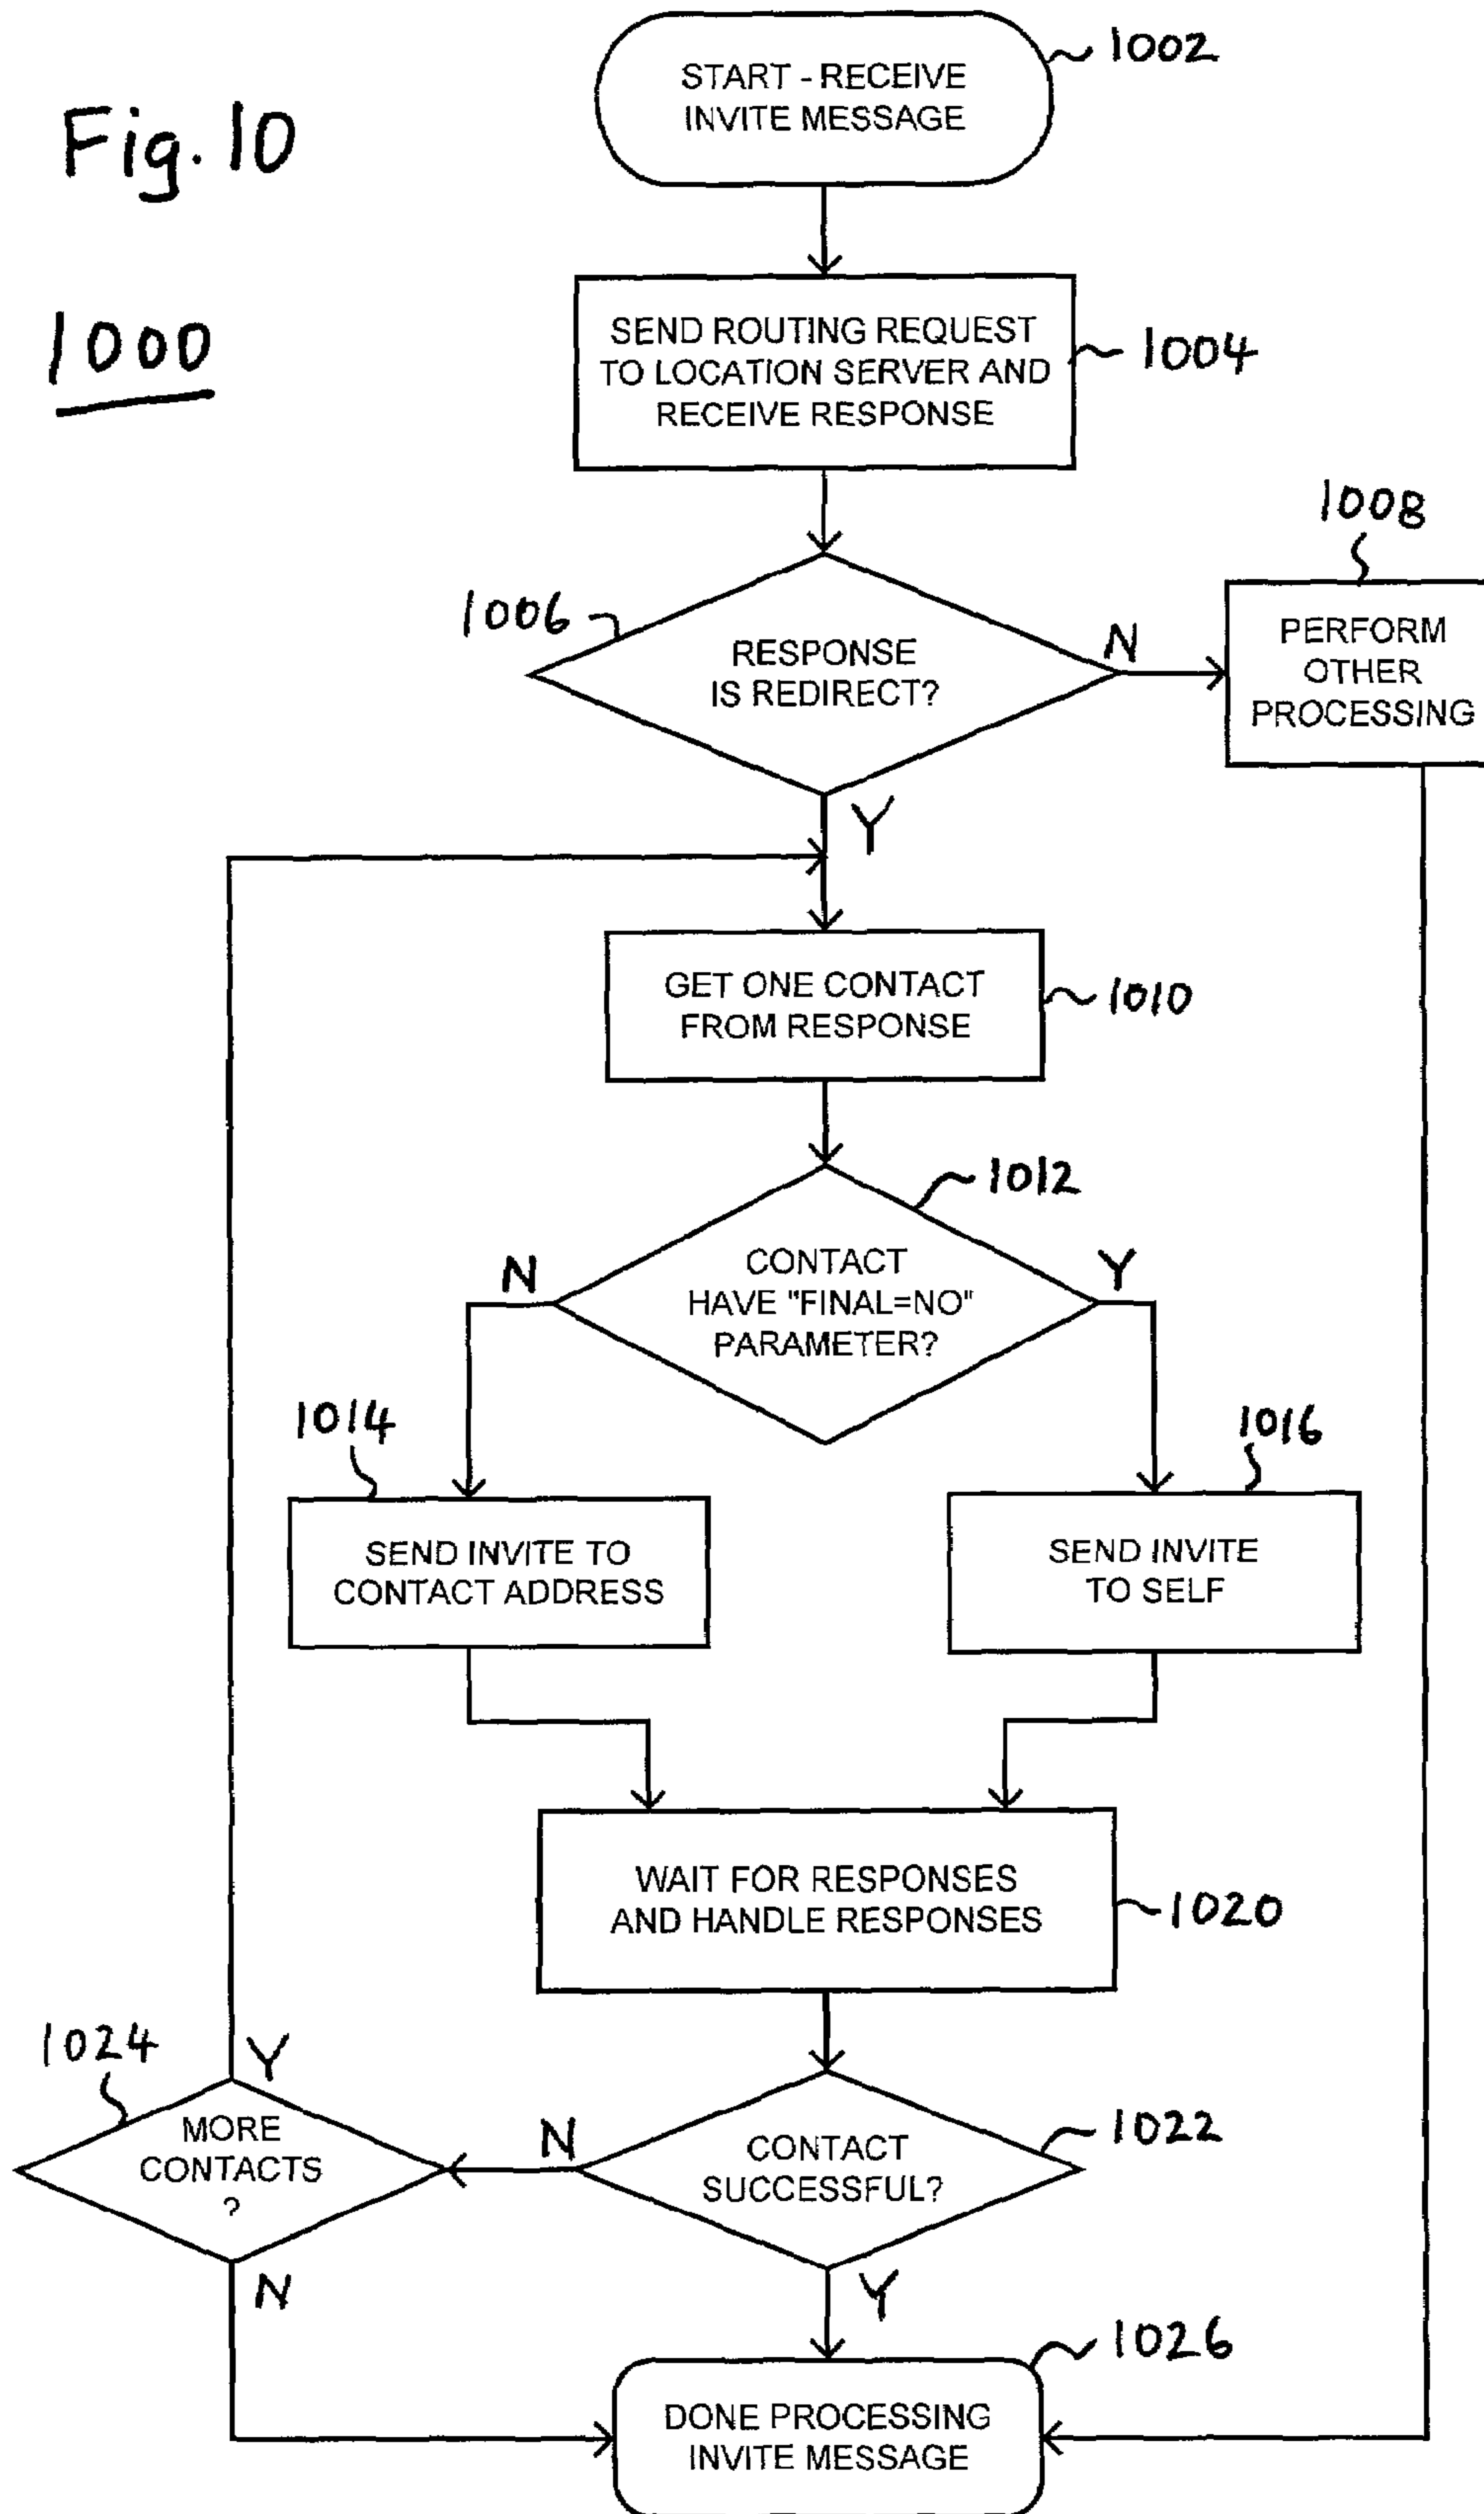 Fig. 10
1000
START - RECEIVE
INVITE MESSAGE
1002
SEND ROUTING REQUEST
TO LOCATION SERVER AND
RECEIVE RESPONSE
1004
1006
RESPONSE
IS REDIRECT?
N
Y
1008
PERFORM
OTHER
PROCESSING
GET ONE CONTACT
FROM RESPONSE
1010
1012
CONTACT
HAVE "FINAL=NO"
PARAMETER?
N
Y
1014
SEND INVITE TO
CONTACT ADDRESS
1016
SEND INVITE
TO SELF
WAIT FOR RESPONSES
AND HANDLE RESPONSES
1020
1022
CONTACT
SUCCESSFUL?
N
Y
1024
MORE
CONTACTS
?
Y
N
1026
DONE PROCESSING
INVITE MESSAGE